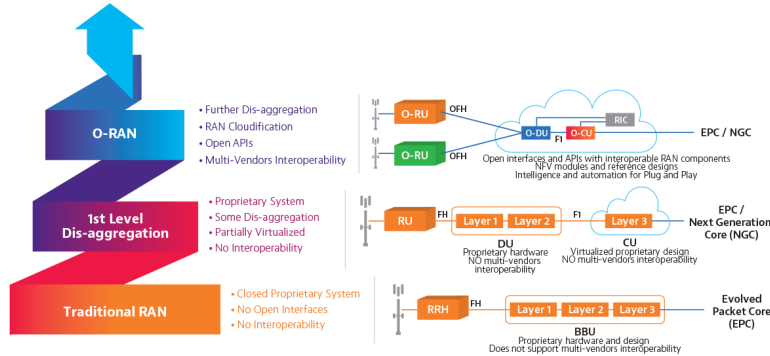 O-RAN
• Further Dis-aggregation
• RAN Cloudification
• Open APIs
• Multi-Vendors Interoperability
O-RU
OFH
O-RU
OFH
RIC
O-DU
F1
O-CU
EPC / NGC
Open interfaces and APIs with interoperable RAN components
NFV modules and reference designs
Intelligence and automation for Plug and Play
1st Level
Dis-aggregation
• Proprietary System
• Some Dis-aggregation
• Partially Virtualized
• No Interoperability
RU
FH
Layer 1
Layer 2
F1
Layer 3
EPC /
Next Generation
Core (NGC)
DU
Proprietary hardware
NO multi-vendors
interoperability
CU
Virtualized proprietary design
NO multi-vendors interoperability
Traditional RAN
• Closed Proprietary System
• No Open Interfaces
• No Interoperability
RRH
FH
Layer 1
Layer 2
Layer 3
Evolved
Packet Core
(EPC)
BBU
Proprietary hardware and design
Does not support multi-vendors interoperability